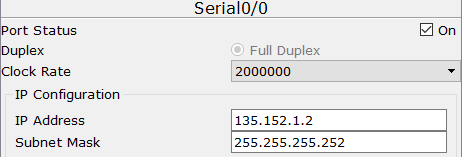 Serial0/0
Port Status On
Duplex Full Duplex
Clock Rate 2000000
IP Configuration
IP Address 135.152.1.2
Subnet Mask 255.255.255.252